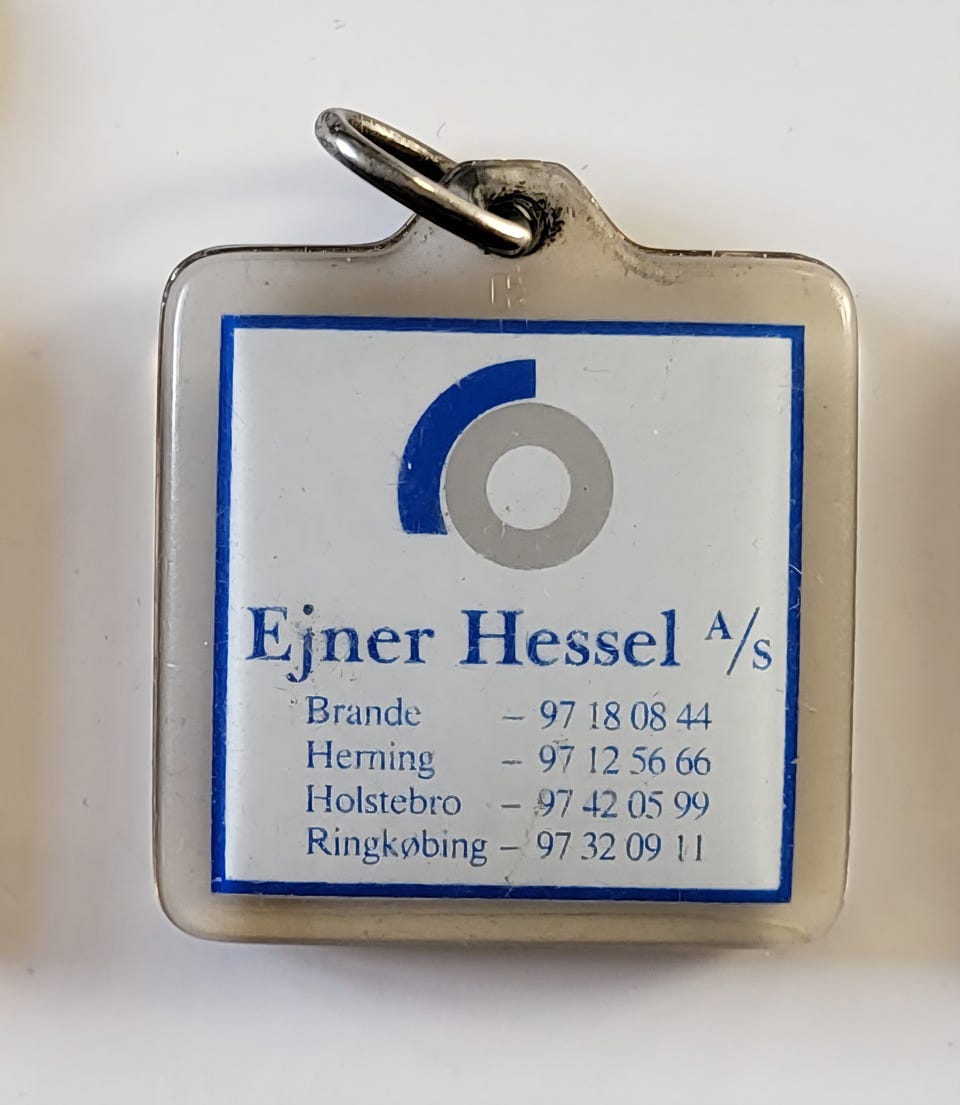 Ejner Hessel A/S
Brande – 97 18 08 44
Herning – 97 12 56 66
Holstebro – 97 42 05 99
Ringkøbing – 97 32 09 11